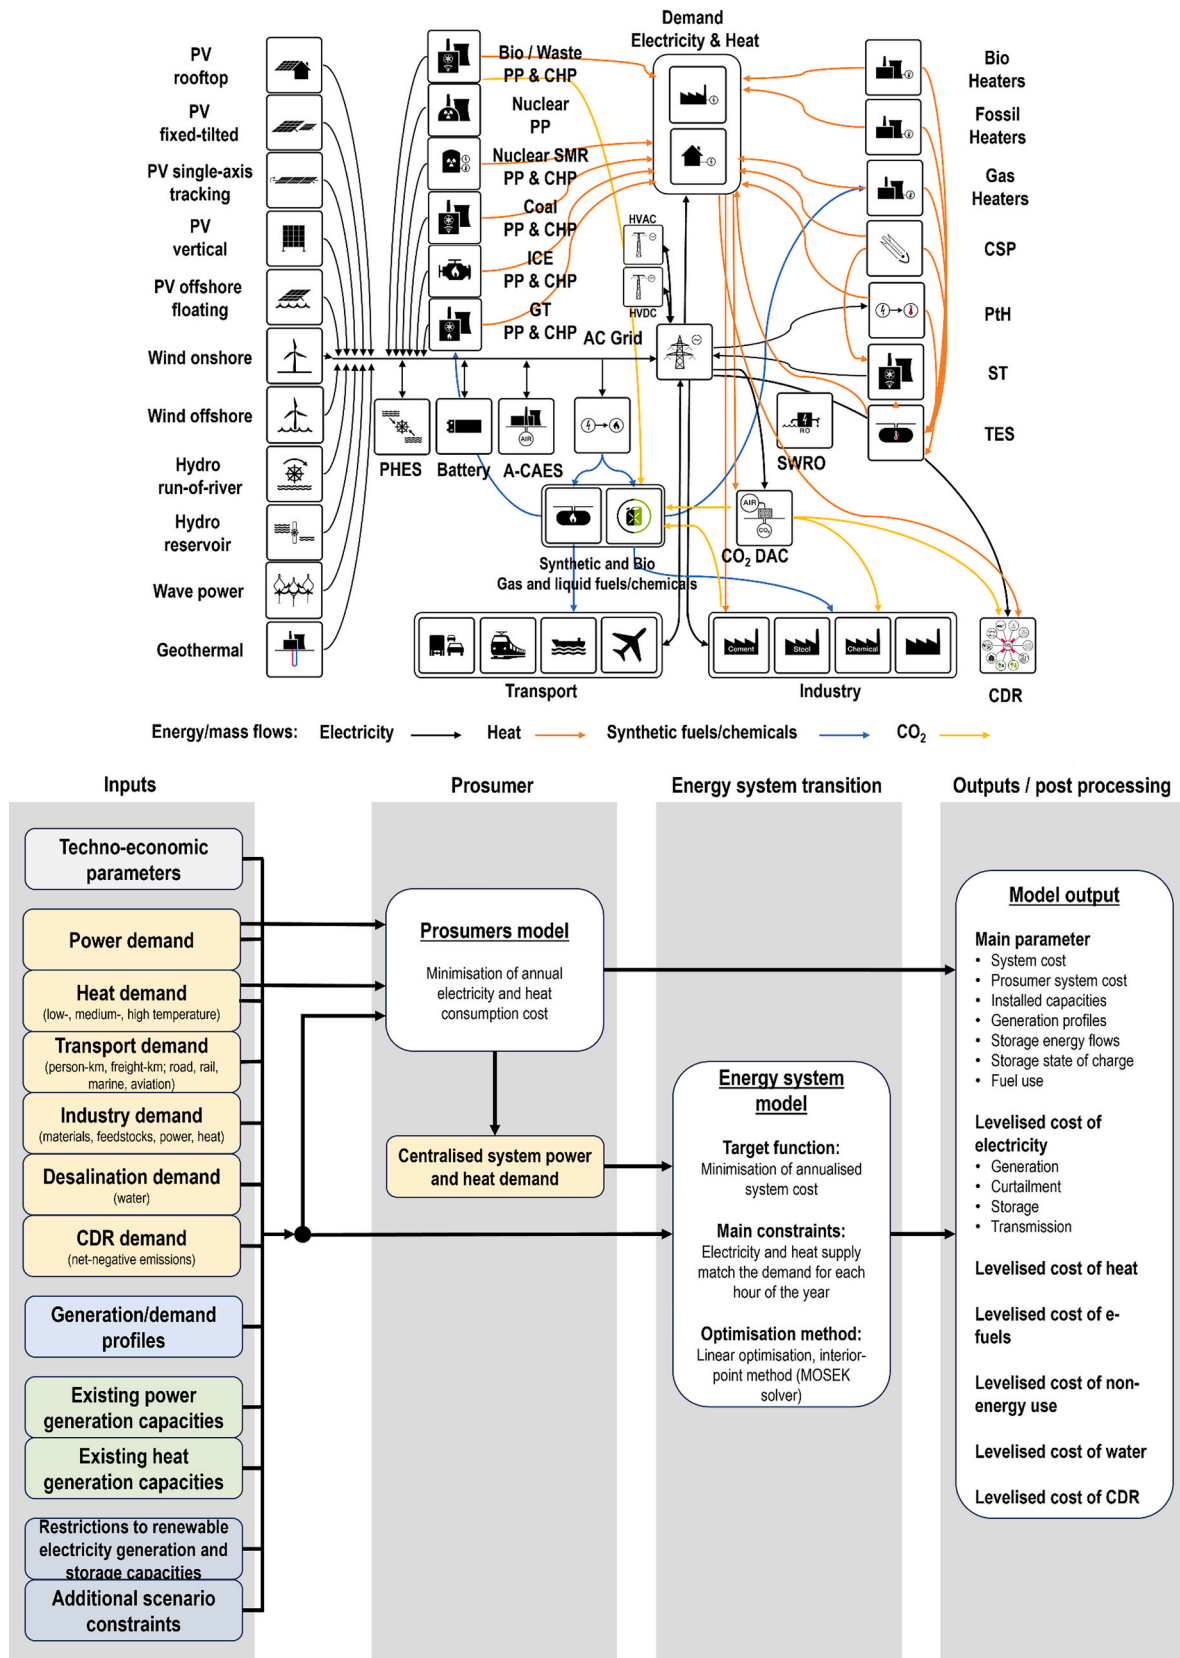 Demand
Electricity & Heat
PV
rooftop
PV
fixed-tilted
PV single-axis
tracking
PV
vertical
PV offshore
floating
Wind onshore
Wind offshore
Hydro
run-of-river
Hydro
reservoir
Wave power
Geothermal
Bio / Waste
PP & CHP
Nuclear
PP
Nuclear SMR
PP & CHP
Coal
PP & CHP
ICE
PP & CHP
GT
PP & CHP
HVAC
HVDC
AC Grid
Bio
Heaters
Fossil
Heaters
Gas
Heaters
CSP
PtH
ST
TES
PHES
Battery
AIR
A-CAES
RO
SWRO
AIR
CO₂
CO₂ DAC
Synthetic and Bio
Gas and liquid fuels/chemicals
Transport
Cement
Steel
Chemical
Industry
CDR
Energy/mass flows:
Electricity
Heat
Synthetic fuels/chemicals
CO₂
Inputs
Prosumer
Energy system transition
Outputs / post processing
Techno-economic
parameters
Power demand
Heat demand
(low-, medium-, high temperature)
Transport demand
(person-km, freight-km; road, rail,
marine, aviation)
Industry demand
(materials, feedstocks, power, heat)
Desalination demand
(water)
CDR demand
(net-negative emissions)
Generation/demand
profiles
Existing power
generation capacities
Existing heat
generation capacities
Restrictions to renewable
electricity generation and
storage capacities
Additional scenario
constraints
Prosumers model
Minimisation of annual
electricity and heat
consumption cost
Centralised system power
and heat demand
Energy system
model
Target function:
Minimisation of annualised
system cost
Main constraints:
Electricity and heat supply
match the demand for each
hour of the year
Optimisation method:
Linear optimisation, interior-
point method (MOSEK
solver)
Model output
Main parameter
• System cost
• Prosumer system cost
• Installed capacities
• Generation profiles
• Storage energy flows
• Storage state of charge
• Fuel use
Levelised cost of
electricity
• Generation
• Curtailment
• Storage
• Transmission
Levelised cost of heat
Levelised cost of e-
fuels
Levelised cost of non-
energy use
Levelised cost of water
Levelised cost of CDR